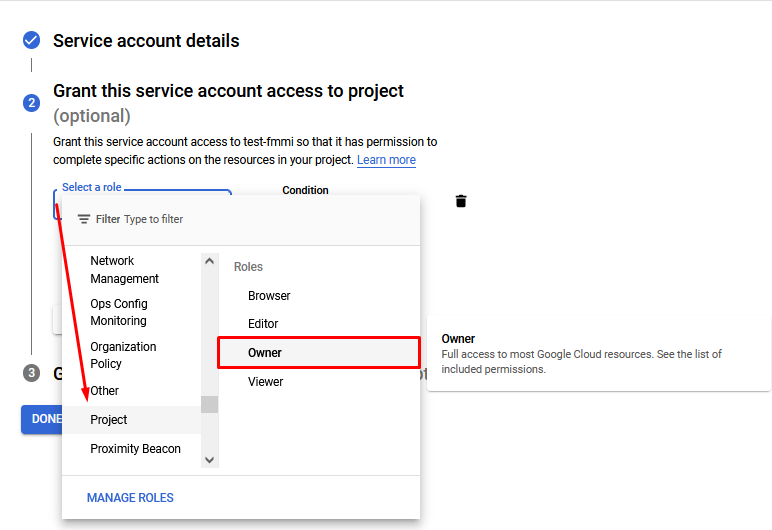 Service account details
2
Grant this service account access to project
(optional)
Grant this service account access to test-fmmi so that it has permission to
complete specific actions on the resources in your project. Learn more
Select a role
Condition
Filter Type to filter
Network
Management
Ops Config
Monitoring
Organization
Policy
Other
Project
Proximity Beacon
Roles
Browser
Editor
Owner
Viewer
Owner
Full access to most Google Cloud resources. See the list of
included permissions.
3
DONE
MANAGE ROLES